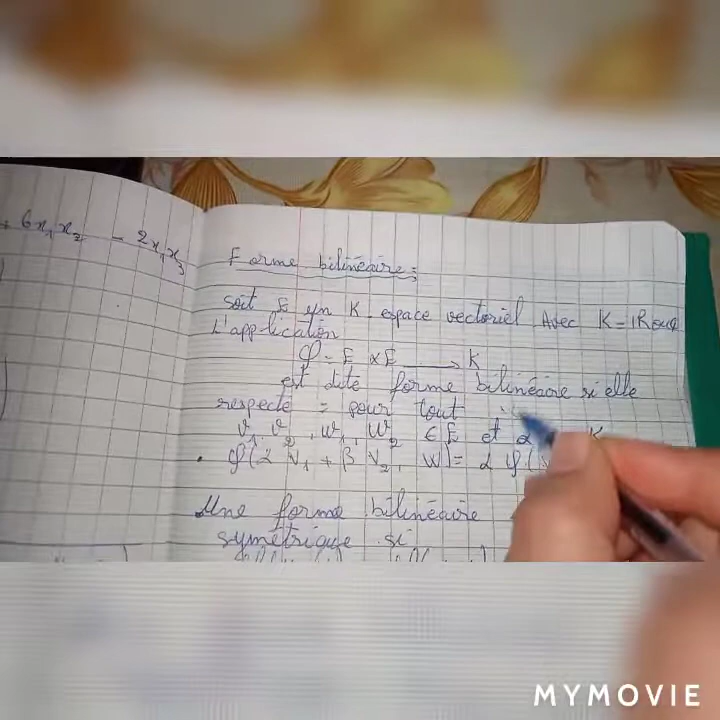 + 6x₁x₂ - 2x₁x₃
Forme bilinéaire :
soit E un K. espace vectoriel Avec K = ℝ ou ℂ
L'application
φ = E × E ⟶ K
est dite forme bilinéaire si elle
respecte = pour tout
v₁, v₂, w₁, w₂ ∈ E et α K
. φ(α v₁ + β v₂, w) = α φ(
Une forme bilinéaire
symétrique si
MYMOVIE